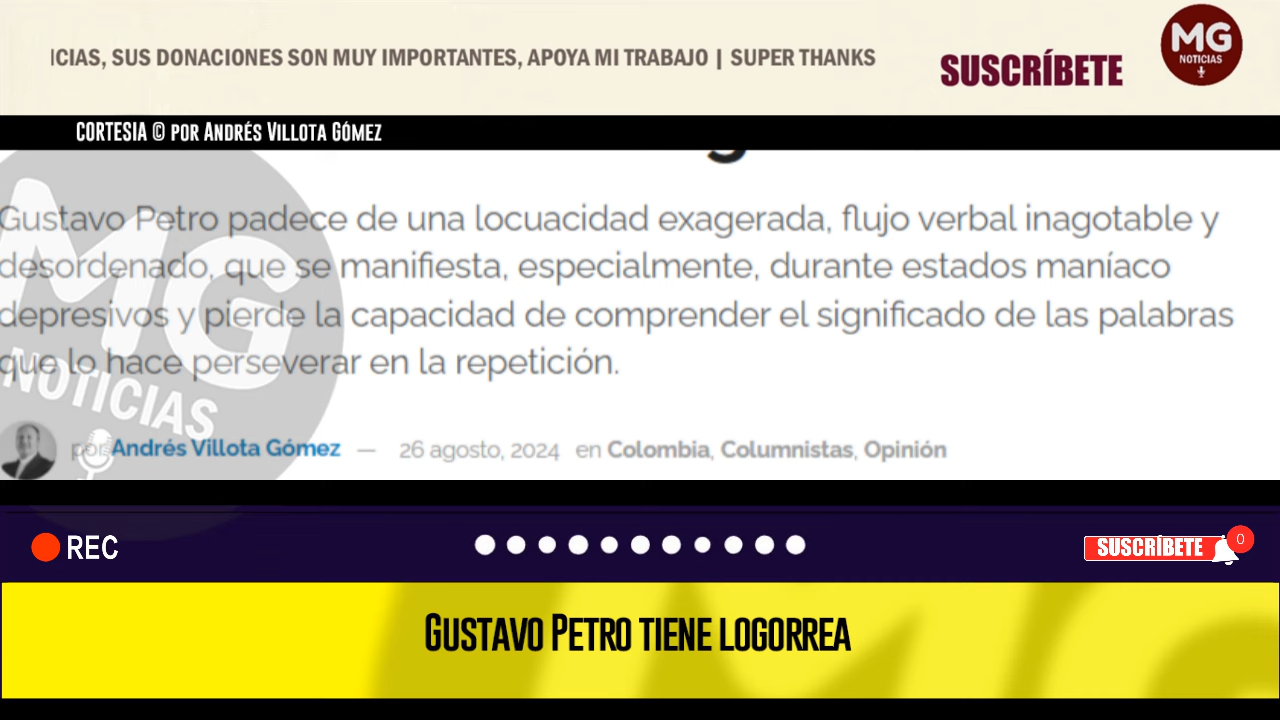 ICIAS, SUS DONACIONES SON MUY IMPORTANTES, APOYA MI TRABAJO | SUPER THANKS
SUSCRÍBETE
MG
NOTICIAS
CORTESIA © POR ANDRÉS VILLOTA GÓMEZ
Gustavo Petro padece de una locuacidad exagerada, flujo verbal inagotable y
desordenado, que se manifiesta, especialmente, durante estados maníaco
depresivos y pierde la capacidad de comprender el significado de las palabras
que lo hace perseverar en la repetición.
MG
NOTICIAS
por Andrés Villota Gómez — 26 agosto, 2024 en Colombia, Columnistas, Opinión
REC
SUSCRÍBETE 0
GUSTAVO PETRO TIENE LOGORREA